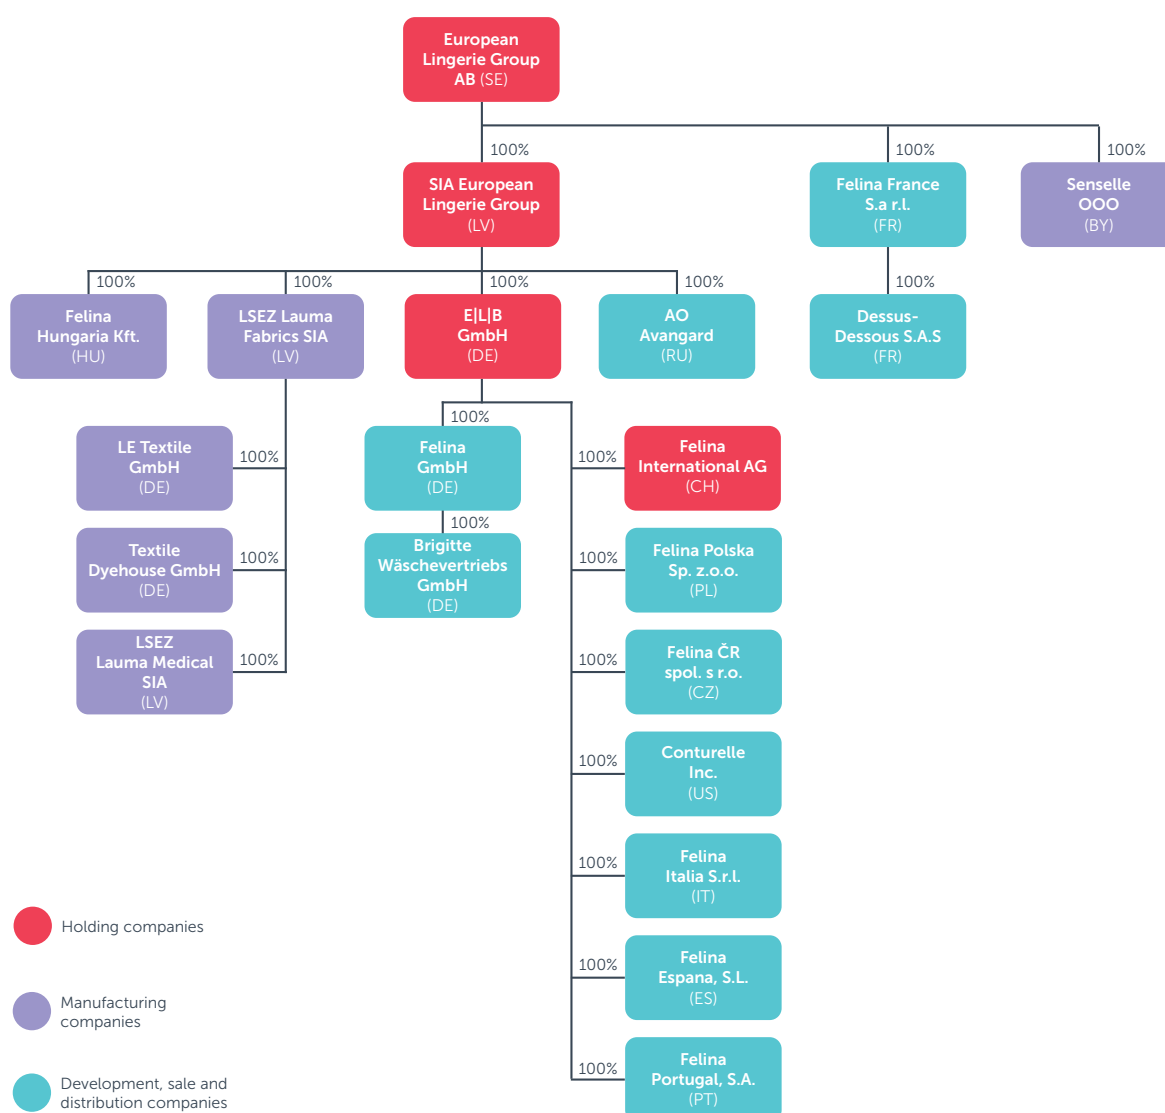 European
Lingerie Group
AB (SE)
100%
100%
100%
SIA European
Lingerie Group
(LV)
Felina France
S.a r.l.
(FR)
Senselle
OOO
(BY)
100%
100%
100%
100%
100%
Felina
Hungaria Kft.
(HU)
LSEZ Lauma
Fabrics SIA
(LV)
E|L|B
GmbH
(DE)
AO
Avangard
(RU)
Dessus-
Dessous S.A.S
(FR)
LE Textile
GmbH
(DE)
100%
Textile
Dyehouse GmbH
(DE)
100%
LSEZ
Lauma Medical
SIA
(LV)
100%
100%
Felina
GmbH
(DE)
100%
Brigitte
Wäschevertriebs
GmbH
(DE)
100%
Felina
International AG
(CH)
100%
Felina Polska
Sp. z.o.o.
(PL)
100%
Felina ČR
spol. s r.o.
(CZ)
100%
Conturelle
Inc.
(US)
100%
Felina
Italia S.r.l.
(IT)
100%
Felina
Espana, S.L.
(ES)
100%
Felina
Portugal, S.A.
(PT)
Holding companies
Manufacturing
companies
Development, sale and
distribution companies